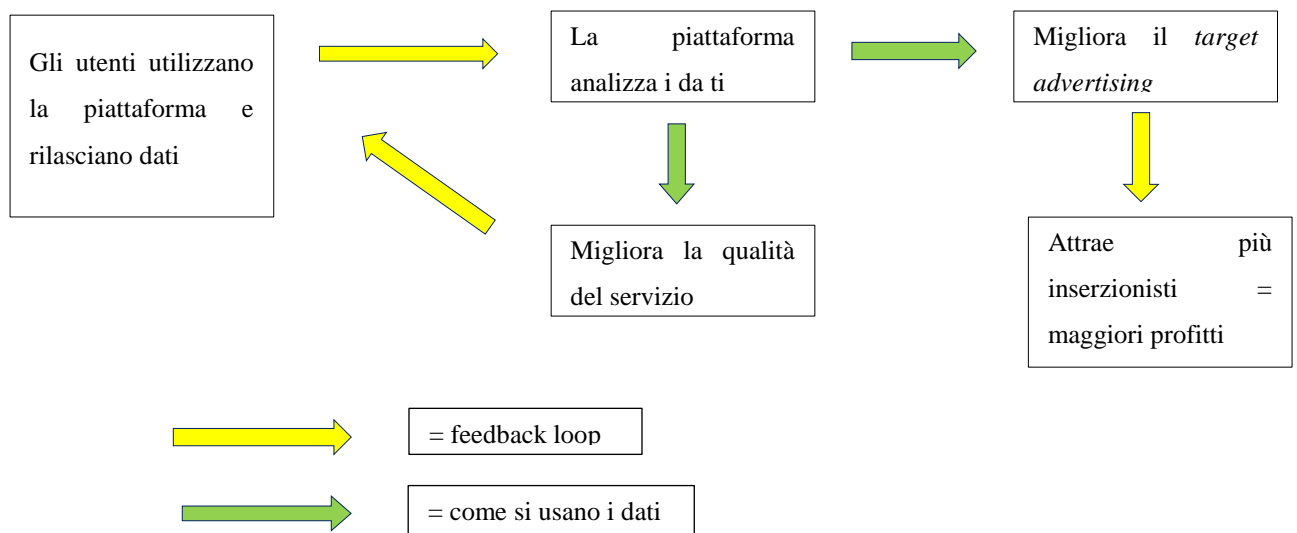 Gli utenti utilizzano
la piattaforma e
rilasciano dati
La piattaforma
analizza i da ti
Migliora il target
advertising
Migliora la qualità
del servizio
Attrae più
inserzionisti =
maggiori profitti
= feedback loop
= come si usano i dati